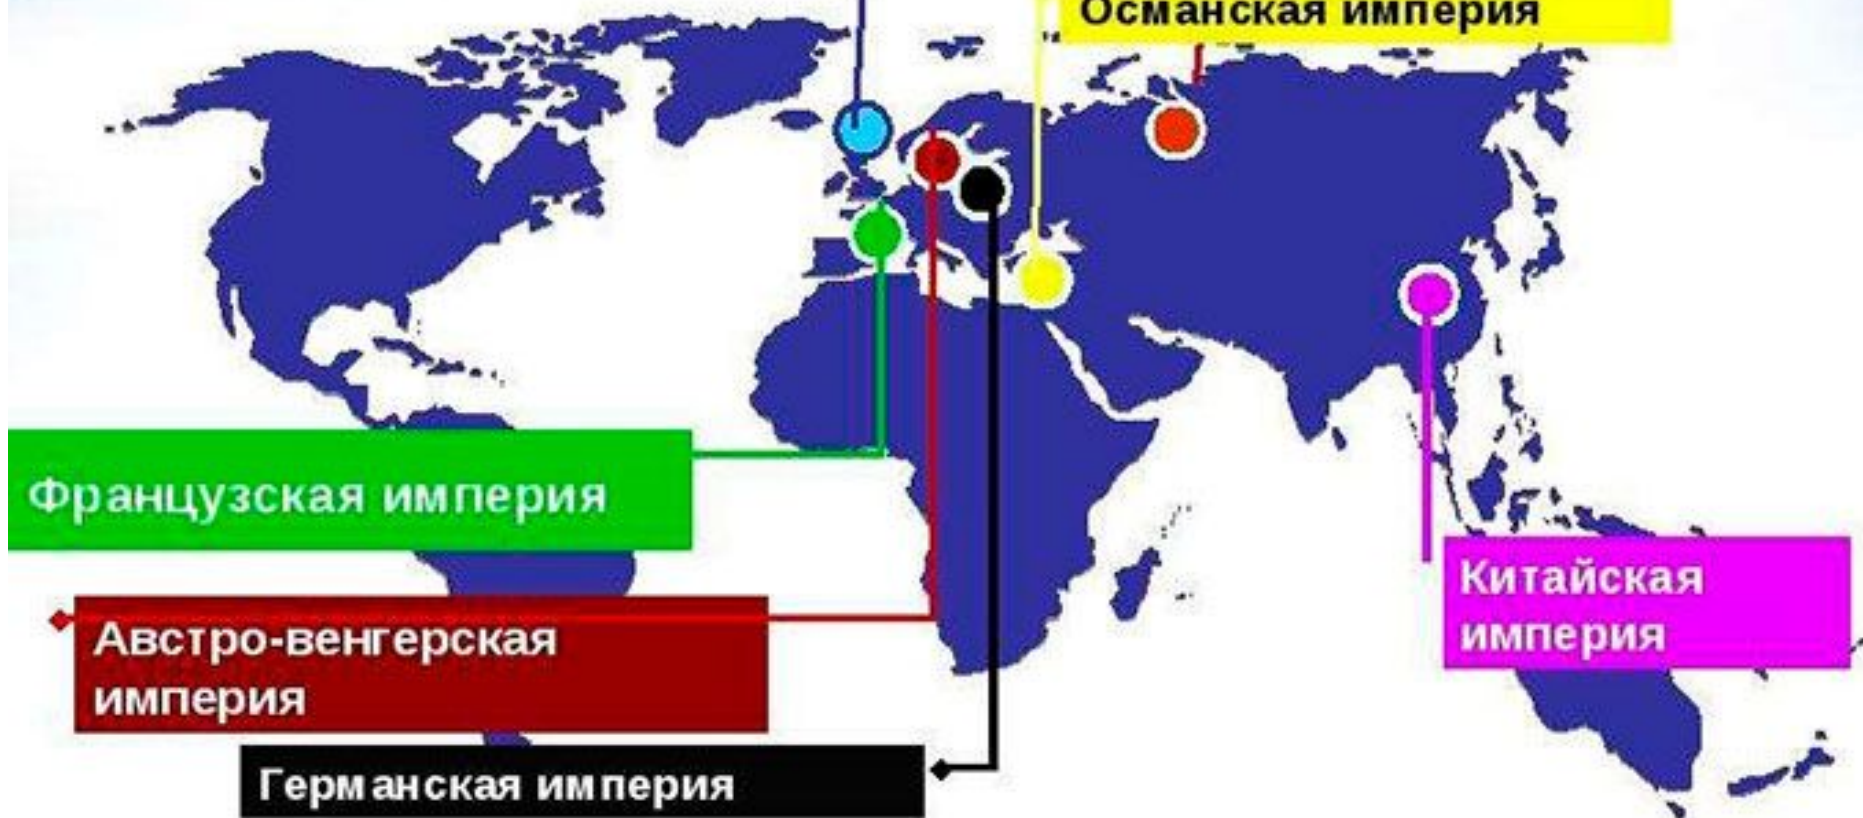 Османская империя
Французская империя
Китайская
империя
Австро-венгерская
империя
Германская империя